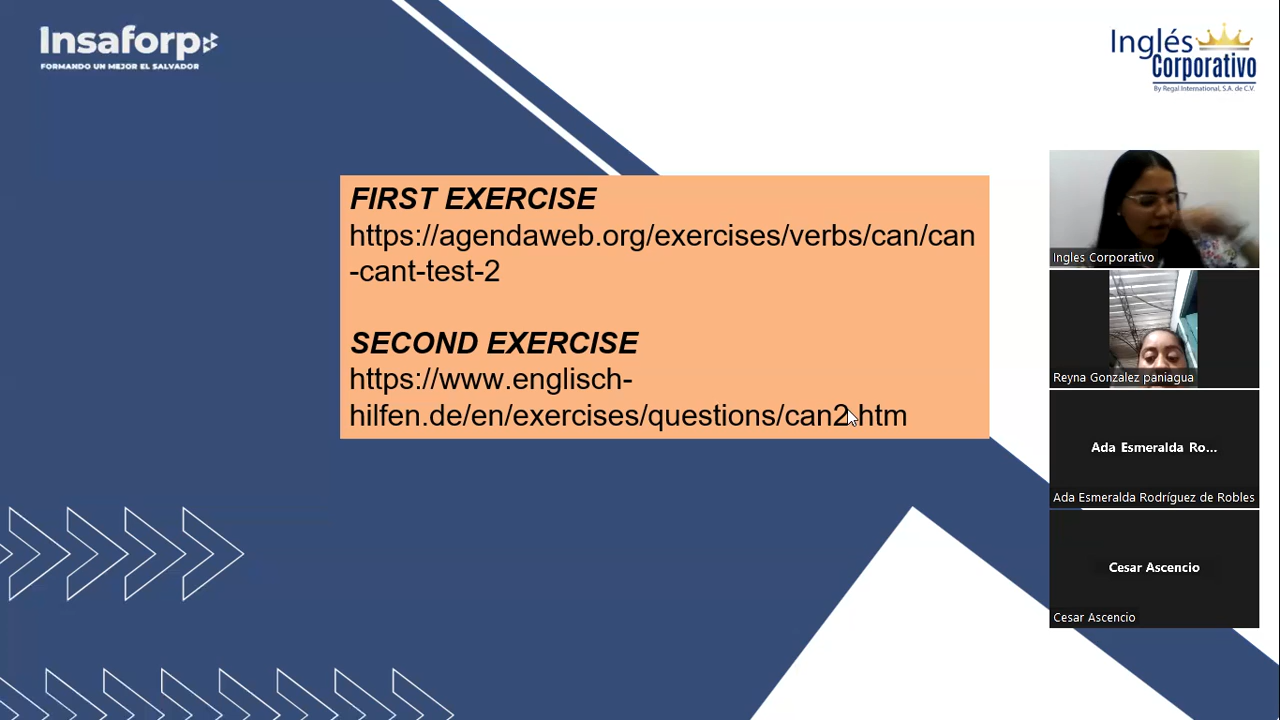 Insaforp
FORMANDO UN MEJOR EL SALVADOR
Inglés
Corporativo
By Regal International, S.A. de C.V.
FIRST EXERCISE
https://agendaweb.org/exercises/verbs/can/can
-cant-test-2
SECOND EXERCISE
https://www.englisch-
hilfen.de/en/exercises/questions/can2.htm
Ingles Corporativo
Reyna Gonzalez paniagua
Ada Esmeralda Ro...
Ada Esmeralda Rodríguez de Robles
Cesar Ascencio
Cesar Ascencio